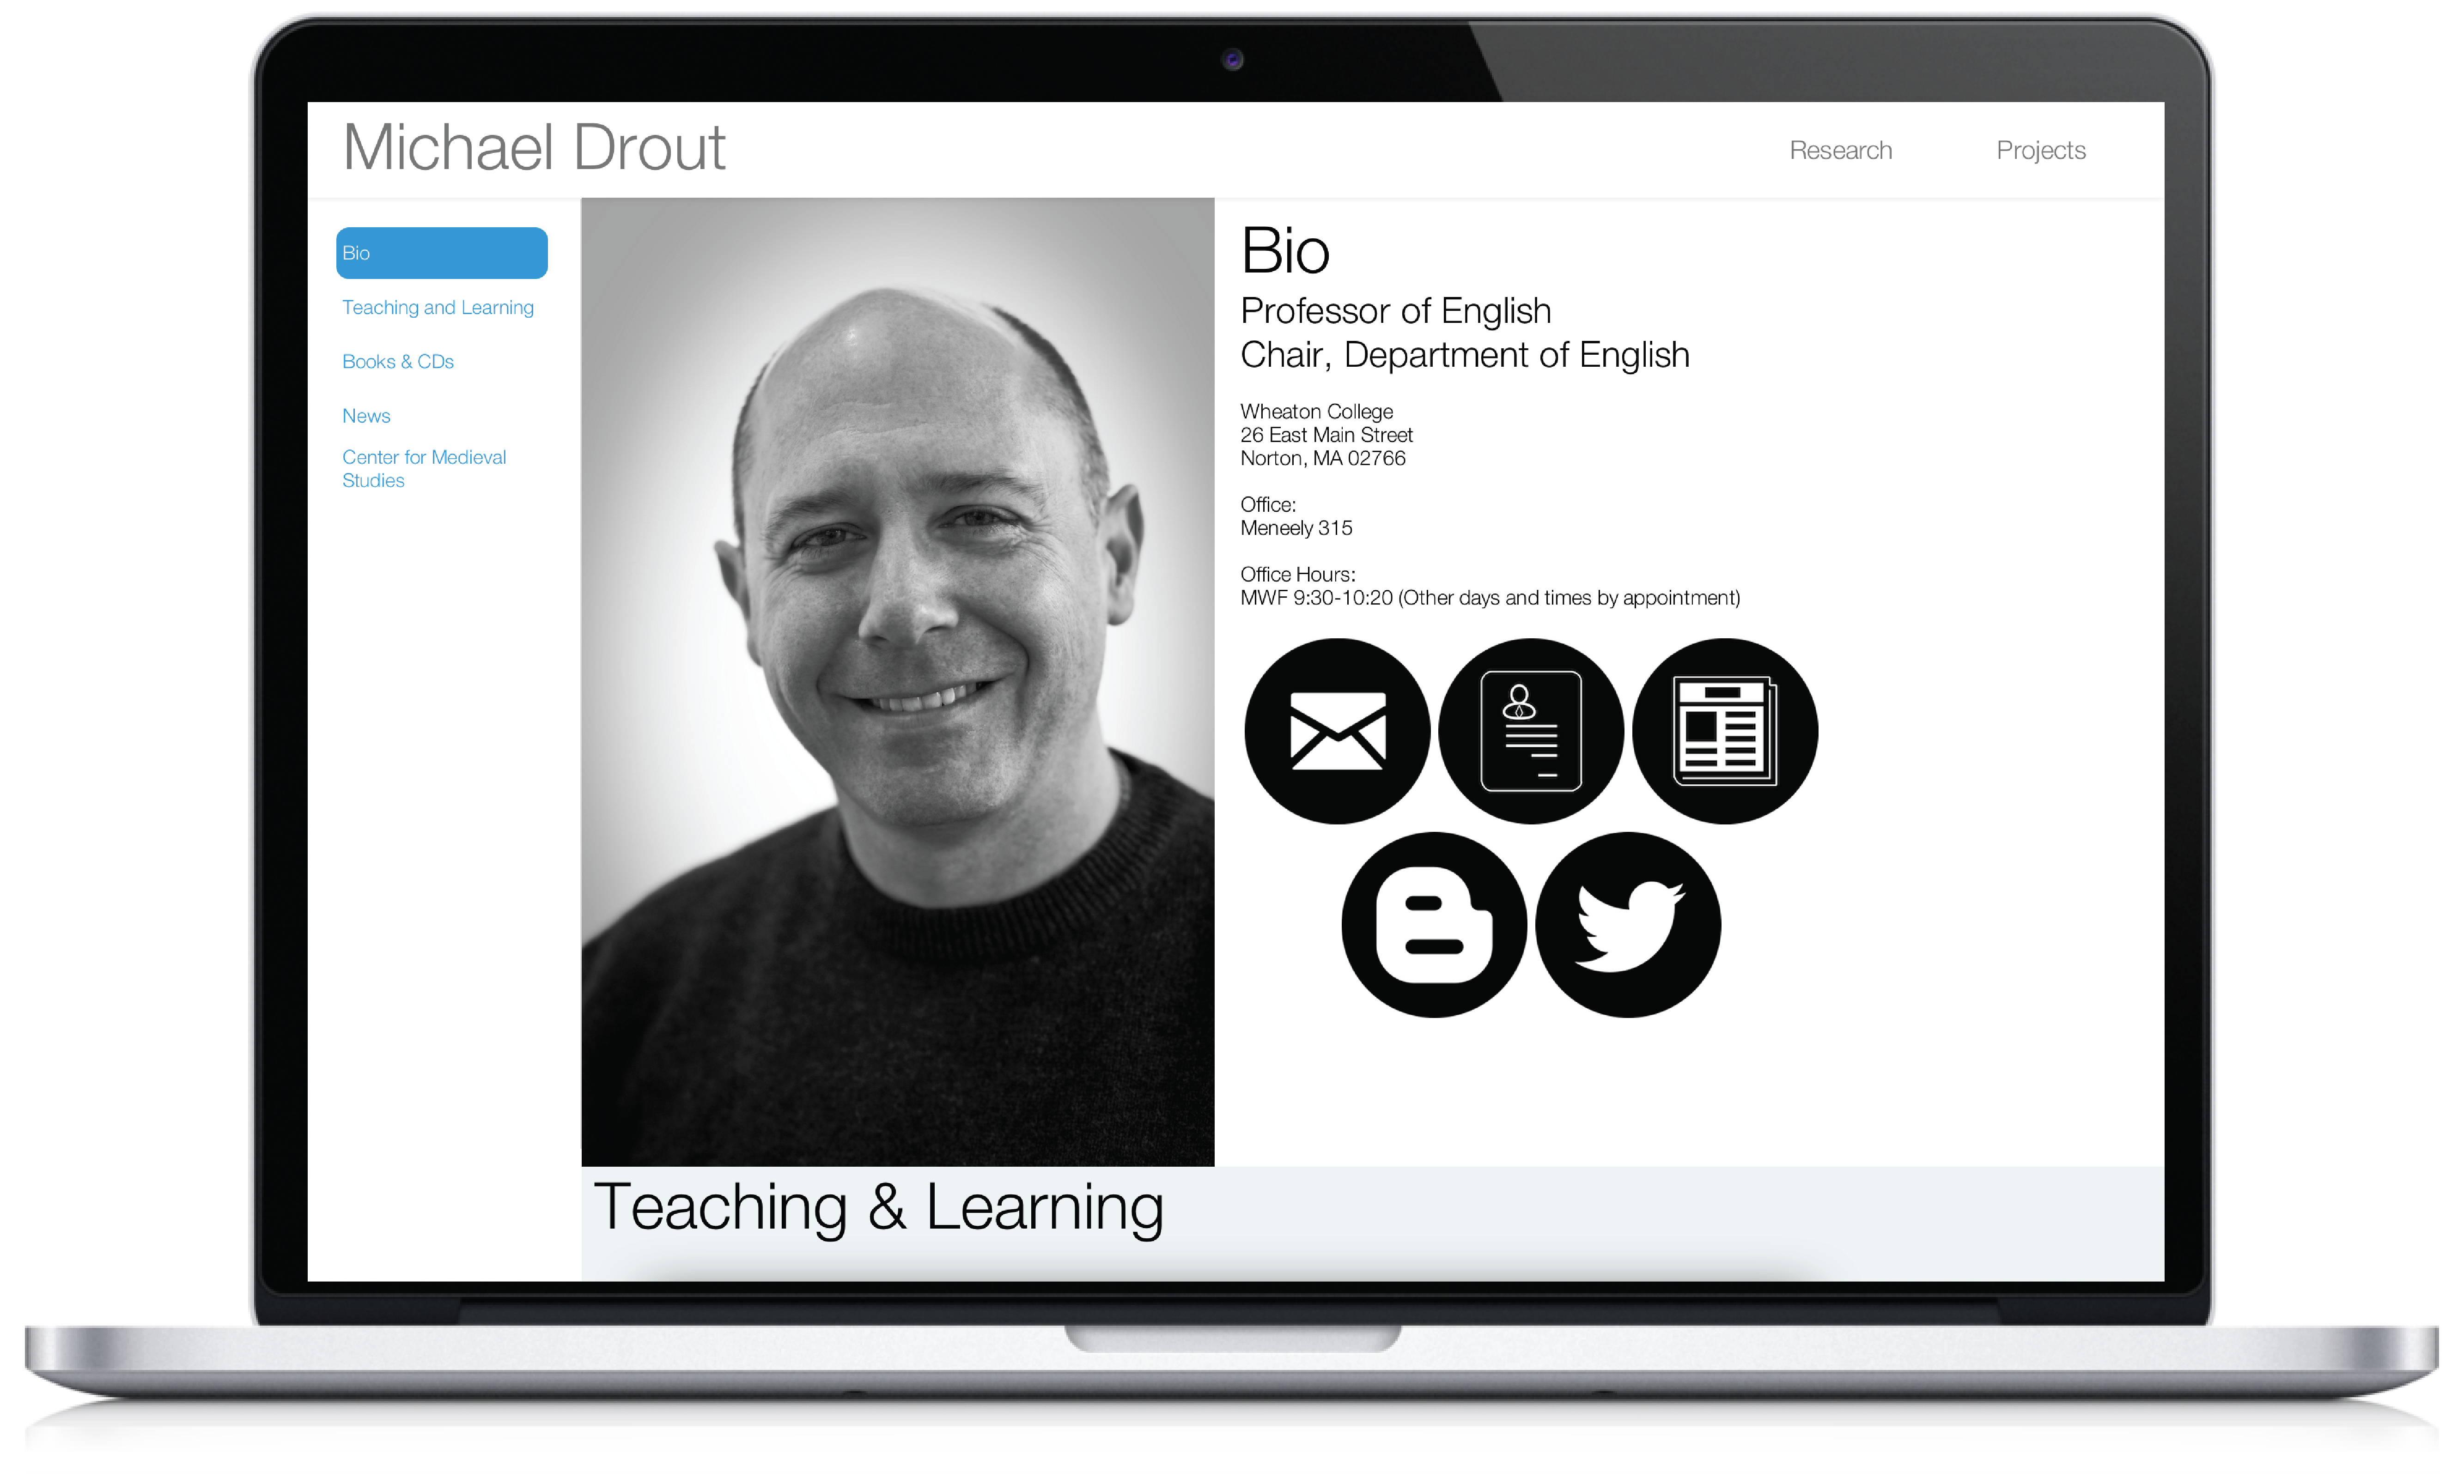 Michael Drout
Research
Projects
Bio
Teaching and Learning
Books & CDs
News
Center for Medieval
Studies
Bio
Professor of English
Chair, Department of English
Wheaton College
26 East Main Street
Norton, MA 02766
Office:
Meneely 315
Office Hours:
MWF 9:30-10:20 (Other days and times by appointment)
Teaching & Learning